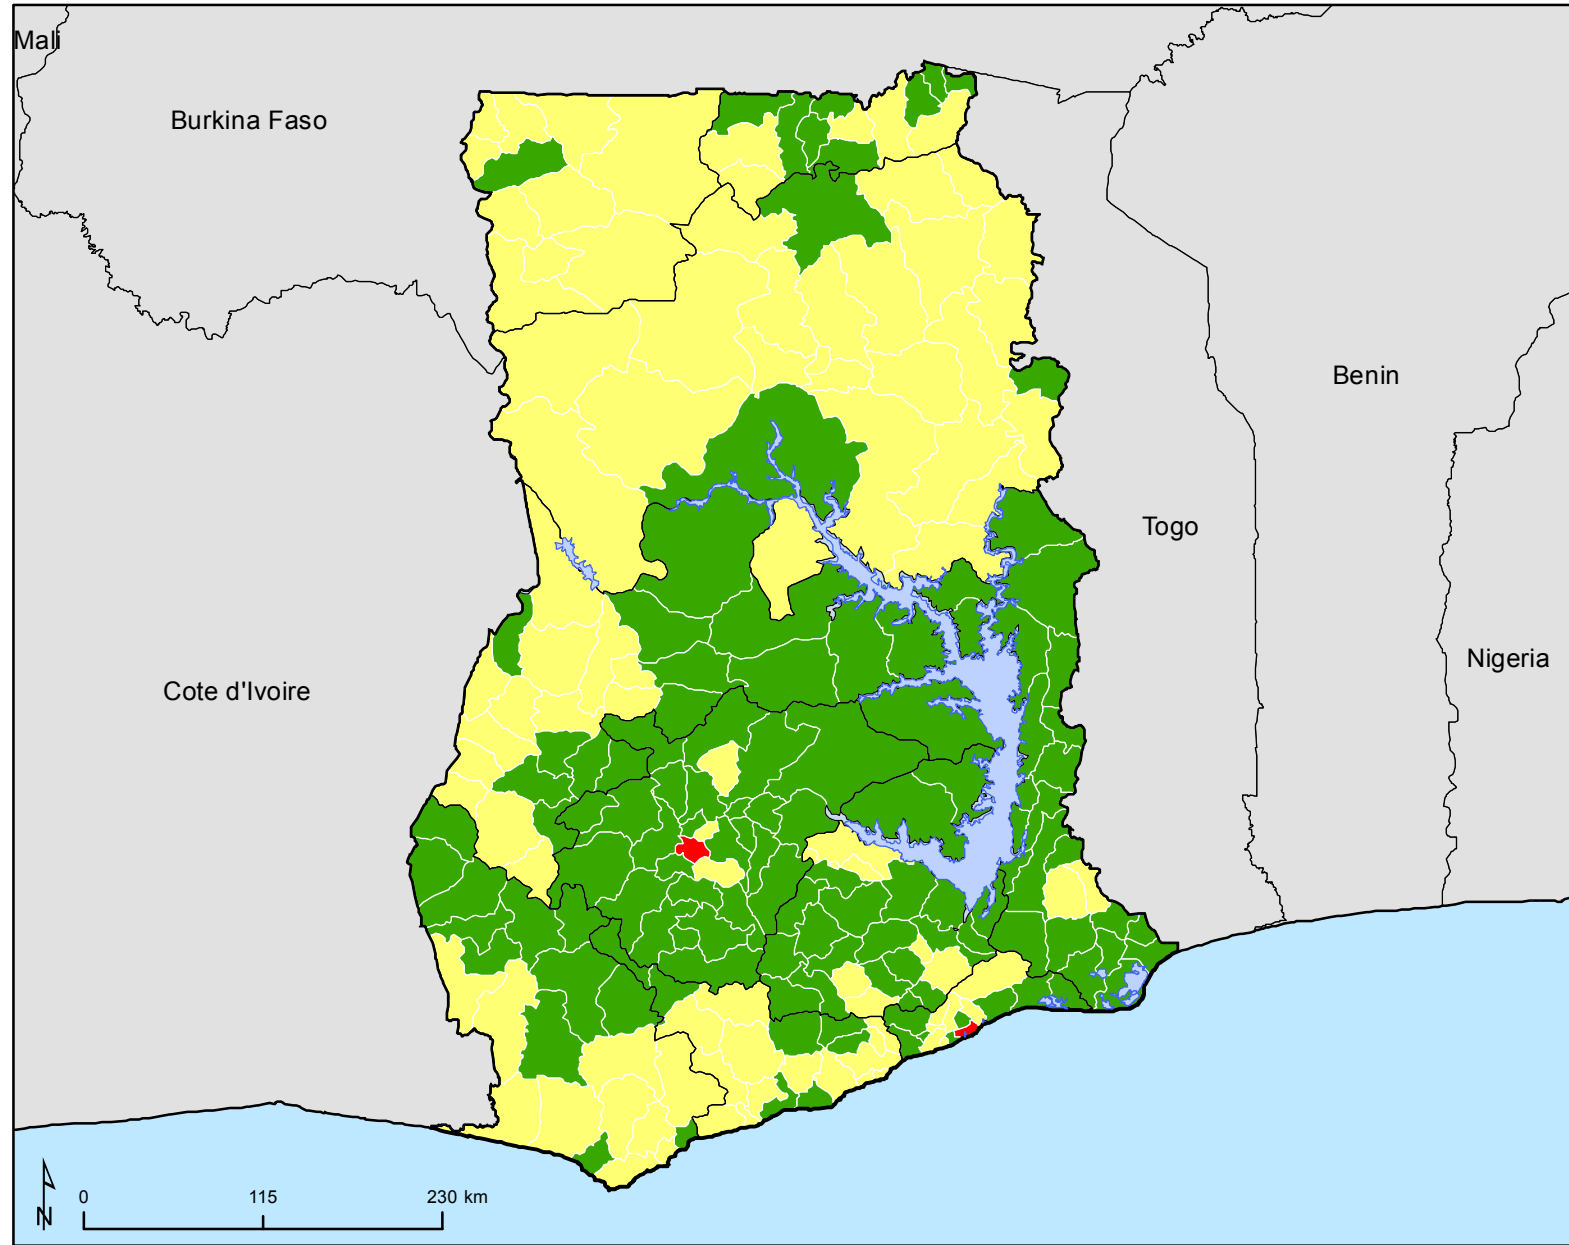 Mali
Burkina Faso
Benin
Togo
Nigeria
Cote d'Ivoire
N
0 115 230 km